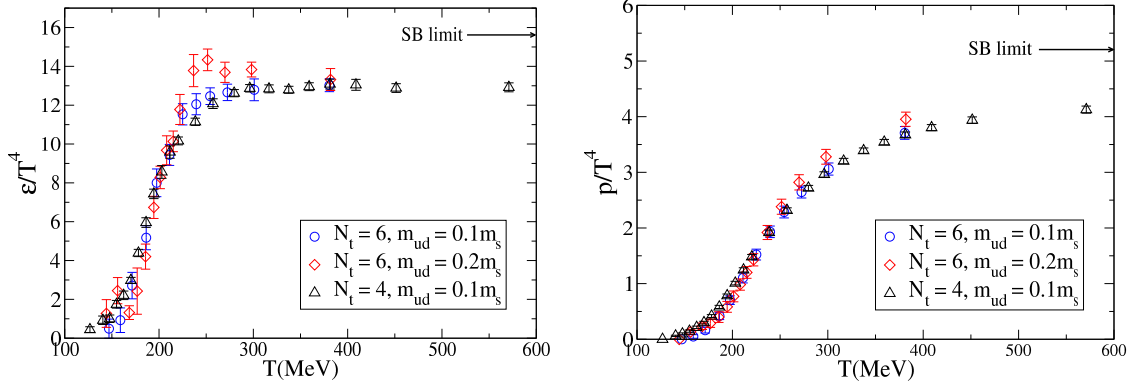 16
14
12
10
8
6
4
2
0
ε/T⁴
SB limit
N_t = 6, m_ud = 0.1m_s
N_t = 6, m_ud = 0.2m_s
N_t = 4, m_ud = 0.1m_s
100 200 300 400 500 600
T(MeV)
6
5
4
3
2
1
0
p/T⁴
SB limit
N_t = 6, m_ud = 0.1m_s
N_t = 6, m_ud = 0.2m_s
N_t = 4, m_ud = 0.1m_s
100 200 300 400 500 600
T(MeV)